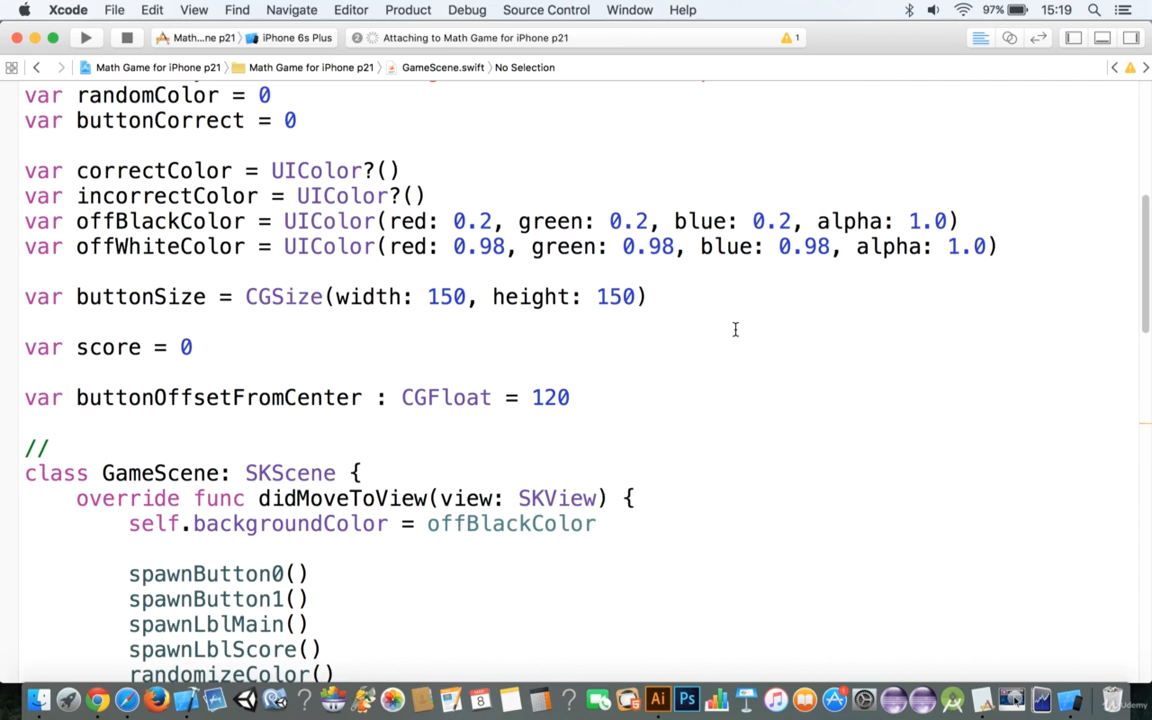 Xcode File Edit View Find Navigate Editor Product Debug Source Control Window Help 97% 15:19
Math...ne p21 iPhone 6s Plus 2 Attaching to Math Game for iPhone p21 1
Math Game for iPhone p21 Math Game for iPhone p21 GameScene.swift No Selection
var randomColor = 0
var buttonCorrect = 0
var correctColor = UIColor?()
var incorrectColor = UIColor?()
var offBlackColor = UIColor(red: 0.2, green: 0.2, blue: 0.2, alpha: 1.0)
var offWhiteColor = UIColor(red: 0.98, green: 0.98, blue: 0.98, alpha: 1.0)
var buttonSize = CGSize(width: 150, height: 150)
var score = 0
var buttonOffsetFromCenter : CGFloat = 120
//
class GameScene: SKScene {
override func didMoveToView(view: SKView) {
self.backgroundColor = offBlackColor
spawnButton0()
spawnButton1()
spawnLblMain()
spawnLblScore()
randomizeColor()
8 Ai Ps
Udemy